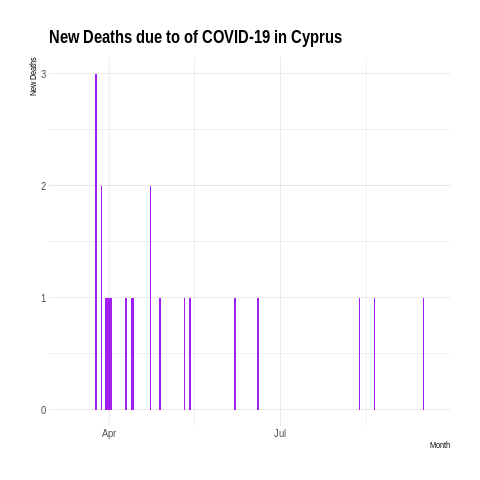 New Deaths due to of COVID-19 in Cyprus
New Deaths
3
2
1
0
Apr
Jul
Month